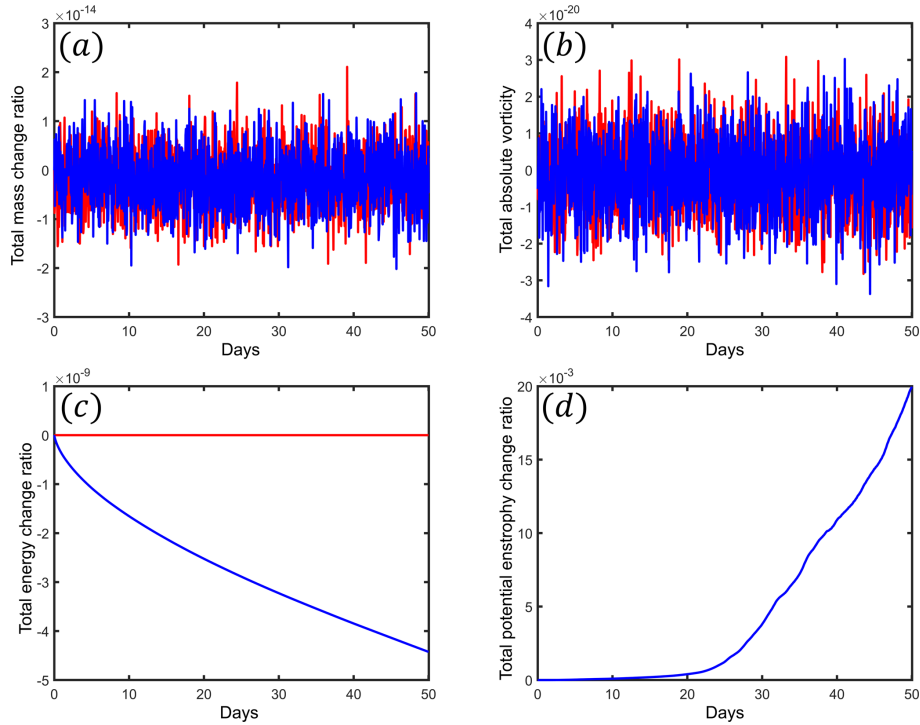 ×10⁻¹⁴
(a)
Total mass change ratio
3
2
1
0
-1
-2
-3
0 10 20 30 40 50
Days
×10⁻²⁰
(b)
Total absolute vorticity
4
3
2
1
0
-1
-2
-3
-4
0 10 20 30 40 50
Days
×10⁻⁹
(c)
Total energy change ratio
1
0
-1
-2
-3
-4
-5
0 10 20 30 40 50
Days
×10⁻³
(d)
Total potential enstrophy change ratio
20
15
10
5
0
0 10 20 30 40 50
Days